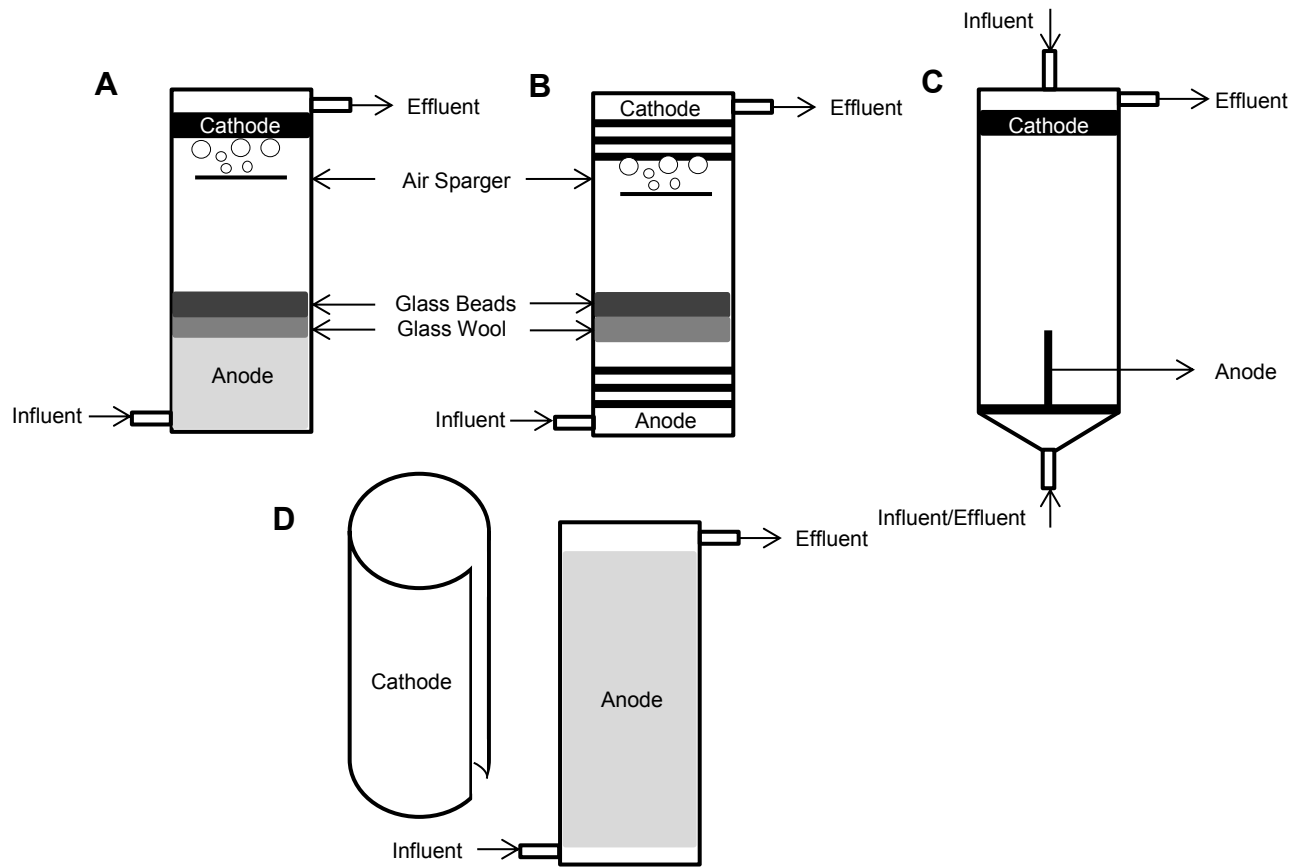 Influent
A
B
C
Effluent
Effluent
Effluent
Cathode
Cathode
Cathode
Air Sparger
Glass Beads
Glass Wool
Anode
Anode
Influent
Influent
Anode
Influent/Effluent
D
Effluent
Cathode
Anode
Influent